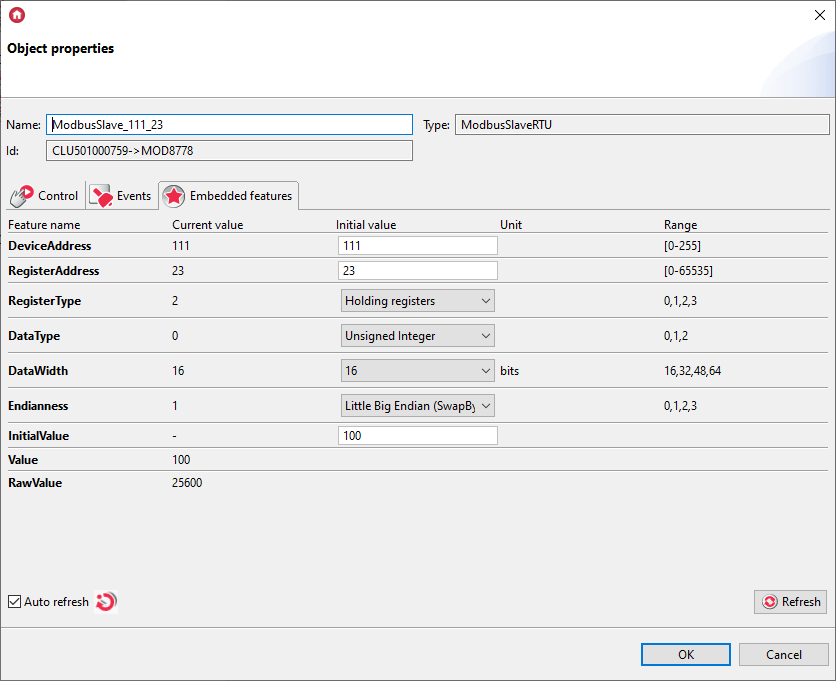 Object properties
Name: ModbusSlave_111_23 Type: ModbusSlaveRTU
Id: CLU501000759->MOD8778
Control Events Embedded features
Feature name Current value Initial value Unit Range
DeviceAddress 111 111 [0-255]
RegisterAddress 23 23 [0-65535]
RegisterType 2 Holding registers 0,1,2,3
DataType 0 Unsigned Integer 0,1,2
DataWidth 16 16 bits 16,32,48,64
Endianness 1 Little Big Endian (SwapBy 0,1,2,3
InitialValue - 100
Value 100
RawValue 25600
Auto refresh Refresh
OK Cancel